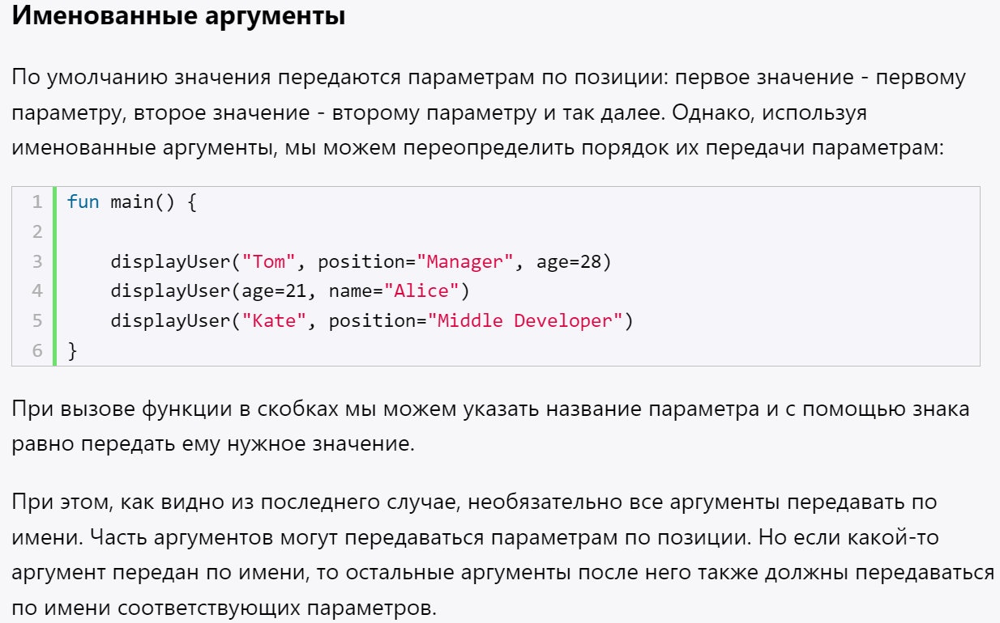 Именованные аргументы
По умолчанию значения передаются параметрам по позиции: первое значение - первому
параметру, второе значение - второму параметру и так далее. Однако, используя
именованные аргументы, мы можем переопределить порядок их передачи параметрам:
1 fun main() {
2
3     displayUser("Tom", position="Manager", age=28)
4     displayUser(age=21, name="Alice")
5     displayUser("Kate", position="Middle Developer")
6 }
При вызове функции в скобках мы можем указать название параметра и с помощью знака
равно передать ему нужное значение.
При этом, как видно из последнего случае, необязательно все аргументы передавать по
имени. Часть аргументов могут передаваться параметрам по позиции. Но если какой-то
аргумент передан по имени, то остальные аргументы после него также должны передаваться
по имени соответствующих параметров.